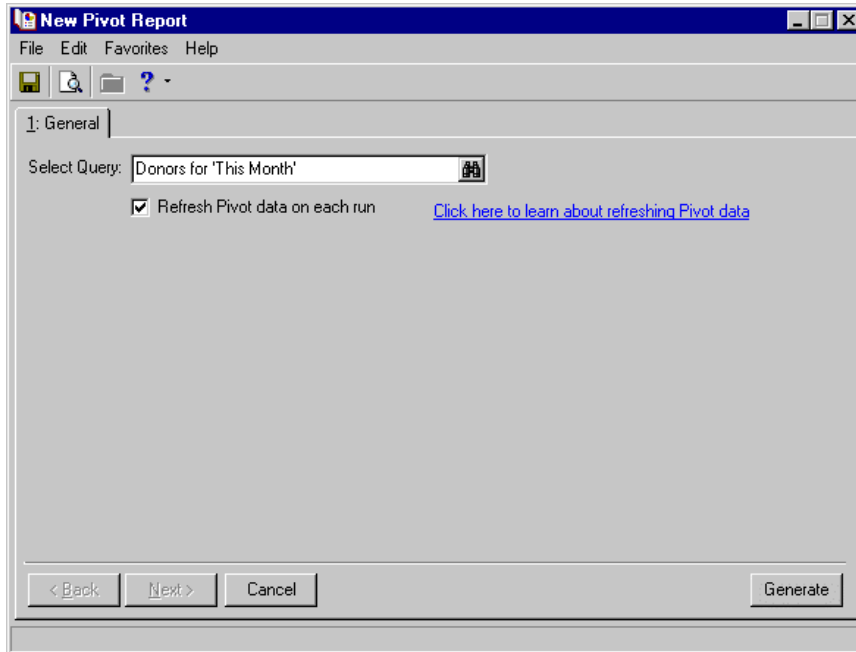 New Pivot Report
File Edit Favorites Help
?
1: General
Select Query: Donors for 'This Month'
Refresh Pivot data on each run Click here to learn about refreshing Pivot data
< Back Next > Cancel Generate